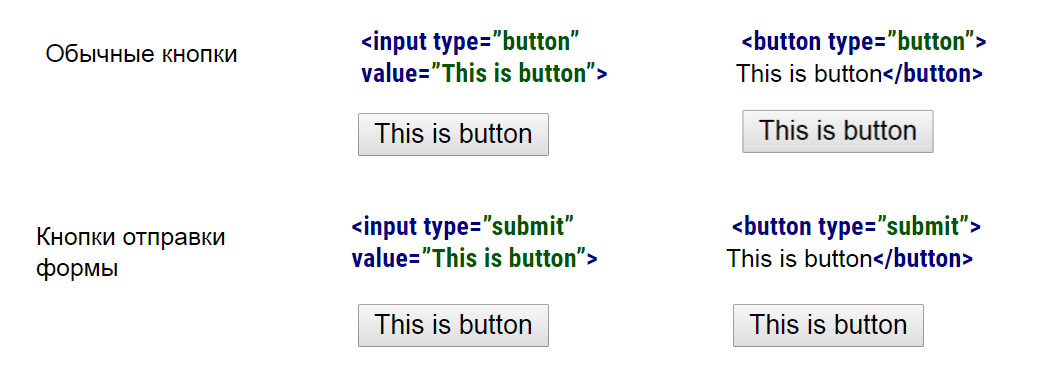 Обычные кнопки
<input type=”button”
value=”This is button”>
<button type=”button”>
This is button</button>
This is button
This is button
Кнопки отправки
формы
<input type=”submit”
value=”This is button”>
<button type=”submit”>
This is button</button>
This is button
This is button